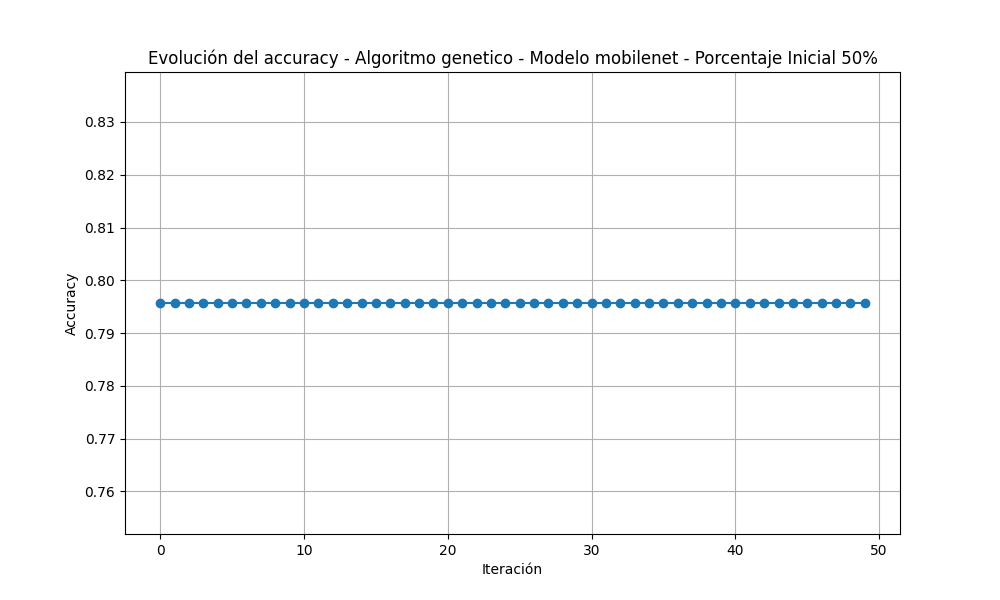 Evolución del accuracy - Algoritmo genetico - Modelo mobilenet - Porcentaje Inicial 50%
0.83
0.82
0.81
0.80
0.79
0.78
0.77
0.76
Accuracy
0 10 20 30 40 50
Iteración